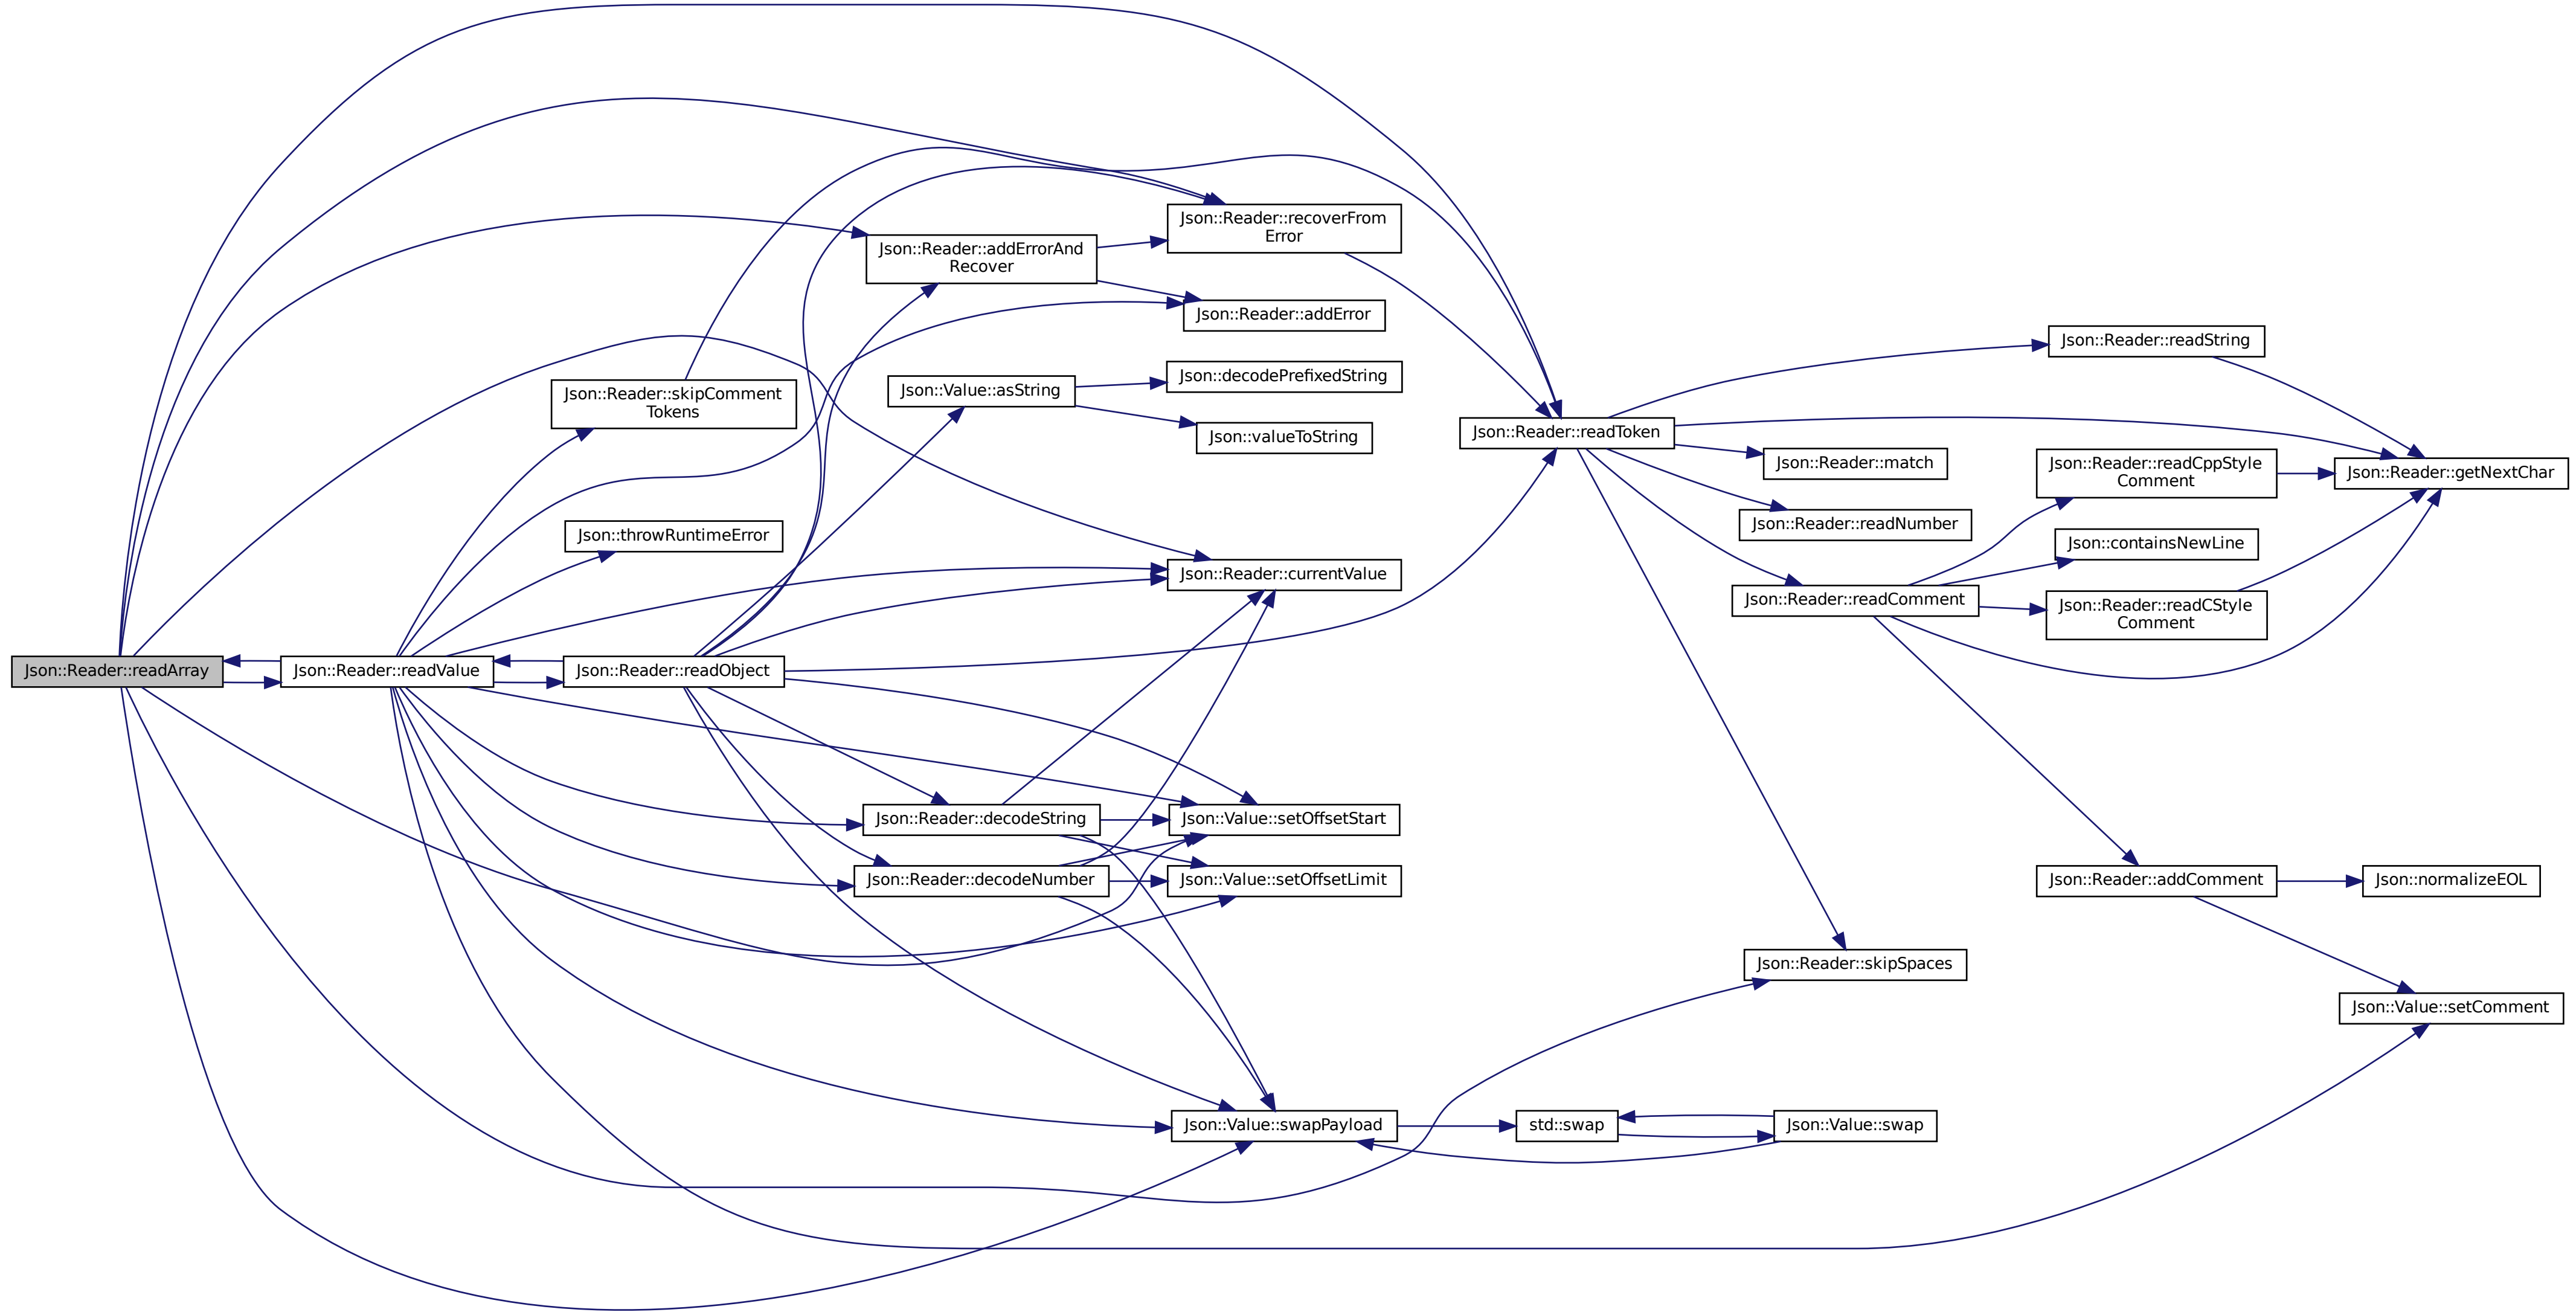 Json::Reader::recoverFrom
Error
Json::Reader::addErrorAnd
Recover
Json::Reader::addError
Json::Reader::readString
Json::decodePrefixedString
Json::Value::asString
Json::Reader::skipComment
Tokens
Json::valueToString
Json::Reader::readToken
Json::Reader::match
Json::Reader::readCppStyle
Comment
Json::Reader::getNextChar
Json::Reader::readNumber
Json::throwRuntimeError
Json::containsNewLine
Json::Reader::currentValue
Json::Reader::readComment
Json::Reader::readCStyle
Comment
Json::Reader::readArray
Json::Reader::readValue
Json::Reader::readObject
Json::Reader::decodeString
Json::Value::setOffsetStart
Json::Reader::decodeNumber
Json::Value::setOffsetLimit
Json::Reader::addComment
Json::normalizeEOL
Json::Reader::skipSpaces
Json::Value::setComment
Json::Value::swapPayload
std::swap
Json::Value::swap